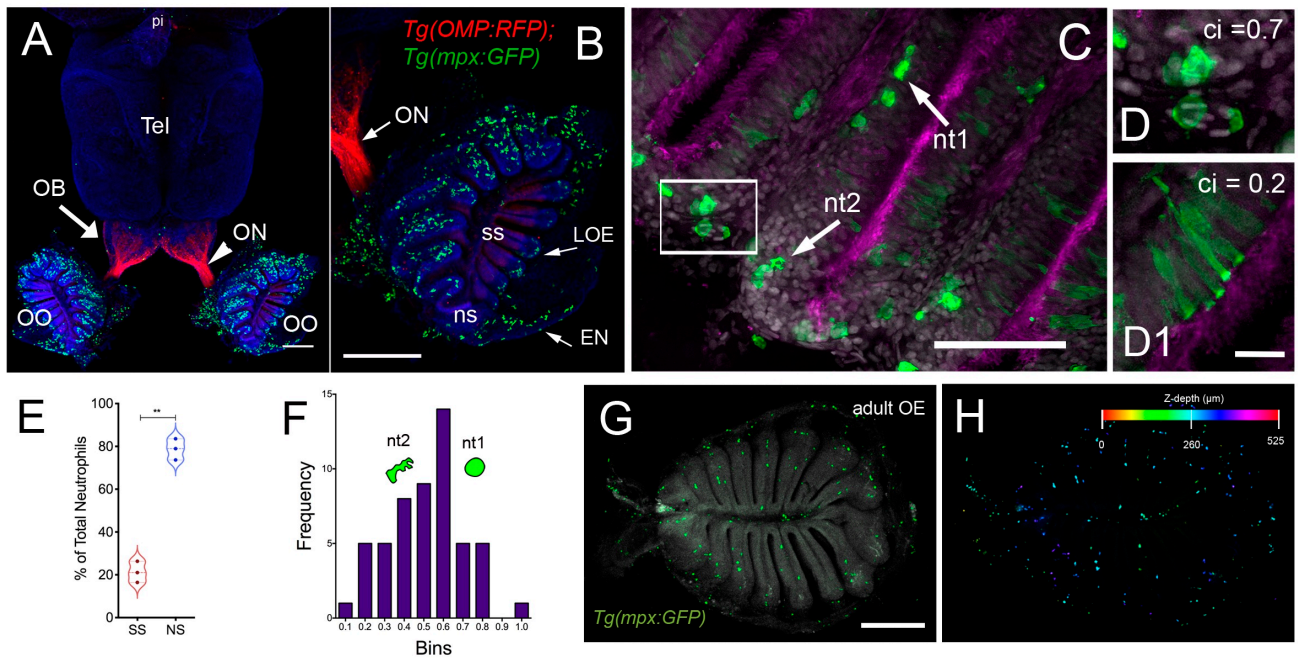 A
pi
Tel
OB
ON
OO
OO
B
Tg(OMP:RFP);
Tg(mpx:GFP)
ON
SS
LOE
ns
EN
C
nt1
nt2
D
ci =0.7
D1
ci = 0.2
E
% of Total Neutrophils
100
80
60
40
20
0
**
SS
NS
F
Frequency
15
10
5
0
nt2
nt1
0.1 0.2 0.3 0.4 0.5 0.6 0.7 0.8 0.9 1.0
Bins
G
adult OE
Tg(mpx:GFP)
H
Z-depth (µm)
0 260 525